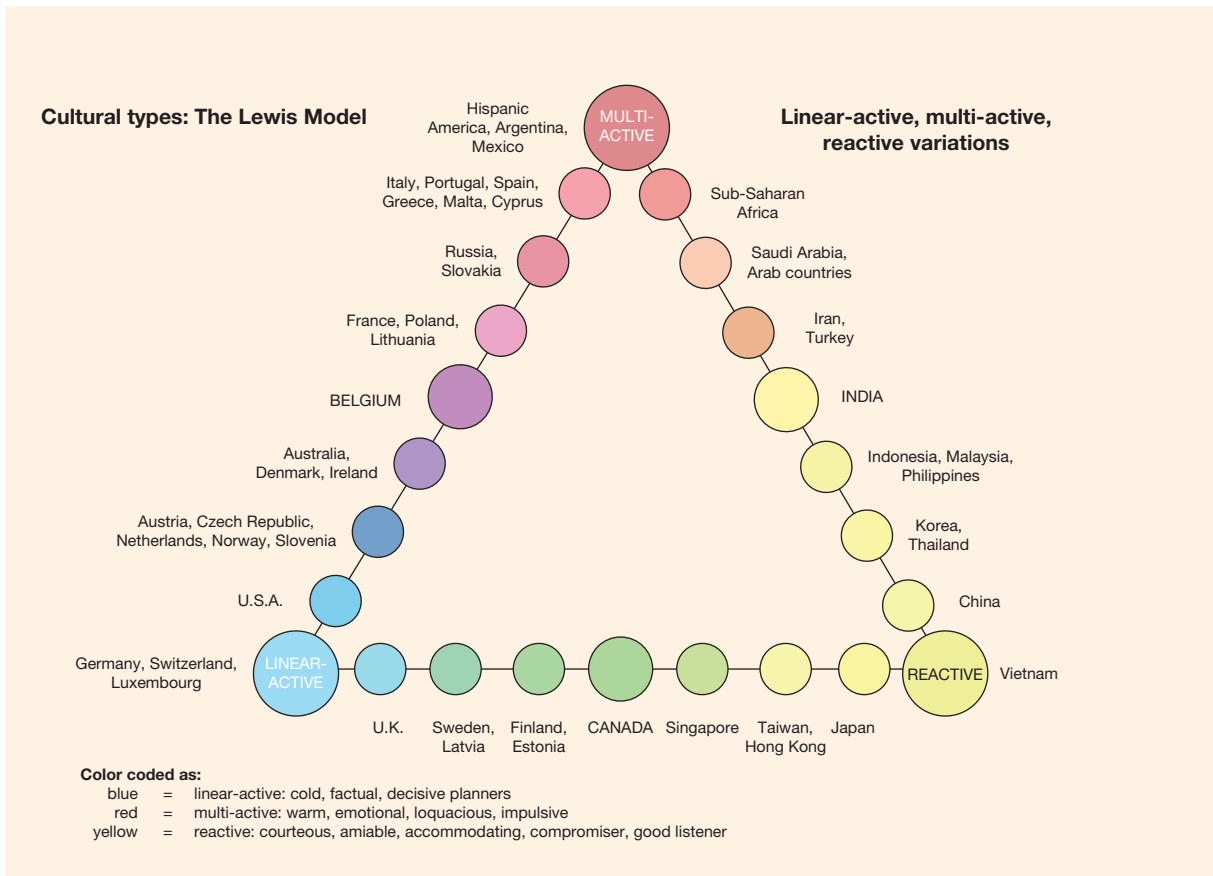 Cultural types: The Lewis Model
Linear-active, multi-active,
reactive variations
MULTI-
ACTIVE
Hispanic
America, Argentina,
Mexico
Italy, Portugal, Spain,
Greece, Malta, Cyprus
Russia,
Slovakia
France, Poland,
Lithuania
BELGIUM
Australia,
Denmark, Ireland
Austria, Czech Republic,
Netherlands, Norway, Slovenia
U.S.A.
Germany, Switzerland,
Luxembourg
LINEAR-
ACTIVE
Sub-Saharan
Africa
Saudi Arabia,
Arab countries
Iran,
Turkey
INDIA
Indonesia, Malaysia,
Philippines
Korea,
Thailand
China
REACTIVE
Vietnam
U.K.
Sweden,
Latvia
Finland,
Estonia
CANADA
Singapore
Taiwan,
Hong Kong
Japan
Color coded as:
blue = linear-active: cold, factual, decisive planners
red = multi-active: warm, emotional, loquacious, impulsive
yellow = reactive: courteous, amiable, accommodating, compromiser, good listener